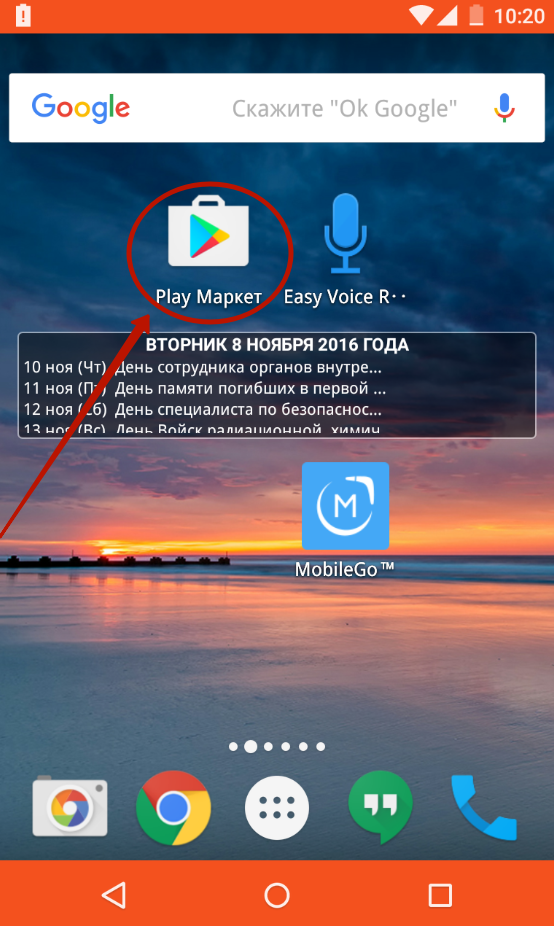 10:20
Google Скажите "Ok Google"
Play Маркет Easy Voice R··
ВТОРНИК 8 НОЯБРЯ 2016 ГОДА
10 ноя (Чт) День сотрудника органов внутре...
11 ноя (Пт) День памяти погибших в первой ...
12 ноя (Сб) День специалиста по безопаснос...
13 ноя (Вс) День Войск радиационной, химич
M
MobileGo™